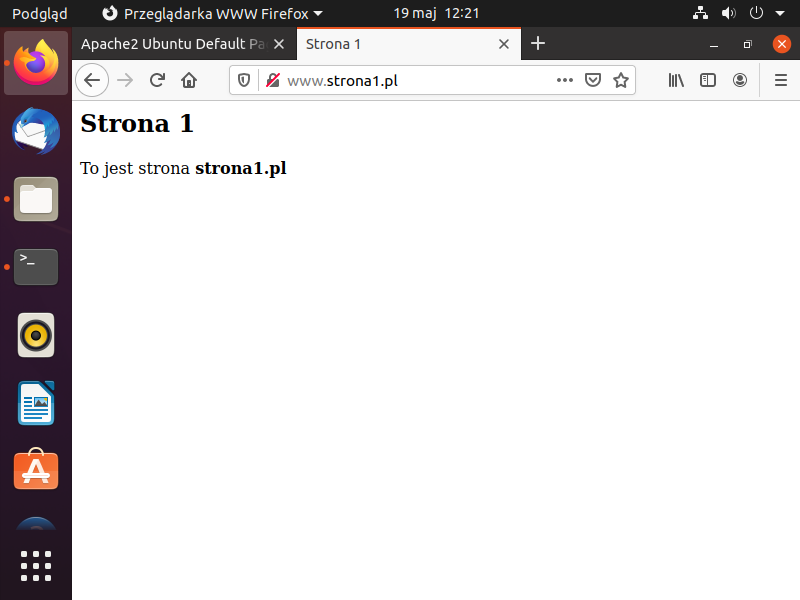 Podgląd Przeglądarka WWW Firefox 19 maj 12:21
Apache2 Ubuntu Default Pa Strona 1
www.strona1.pl
Strona 1
To jest strona strona1.pl
>_